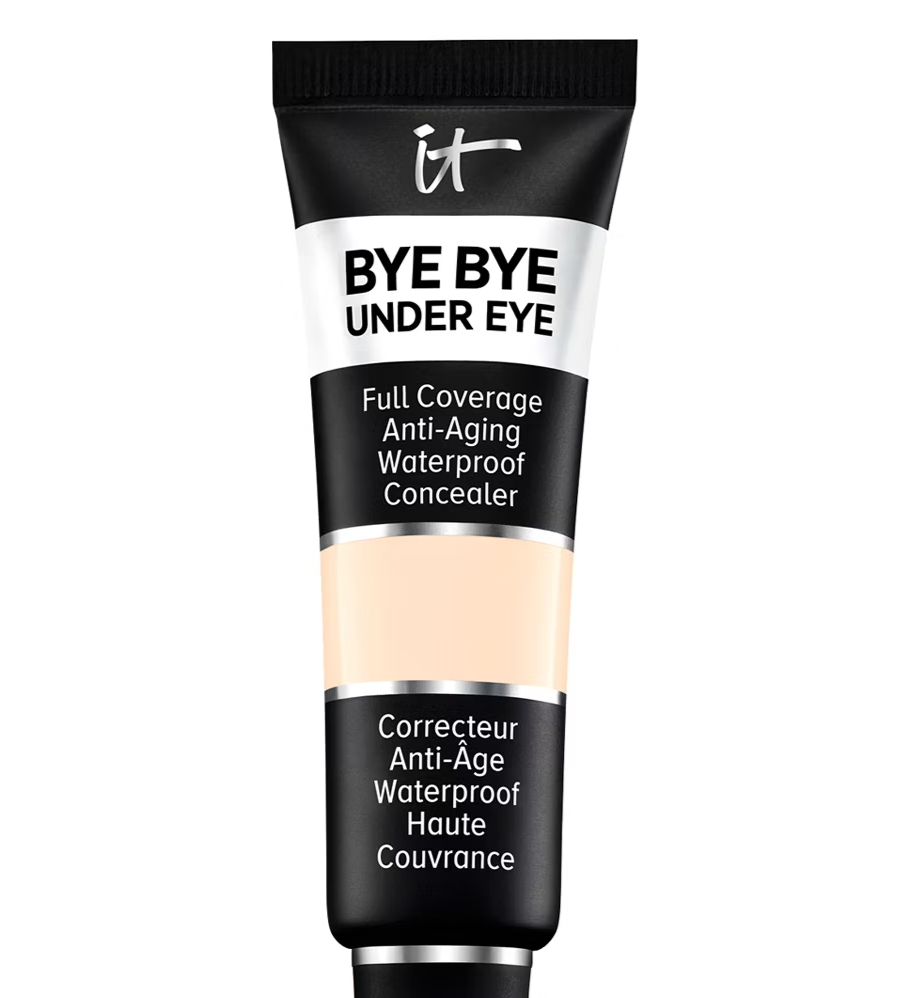 it
BYE BYE
UNDER EYE
Full Coverage
Anti-Aging
Waterproof
Concealer
Correcteur
Anti-Âge
Waterproof
Haute
Couvrance